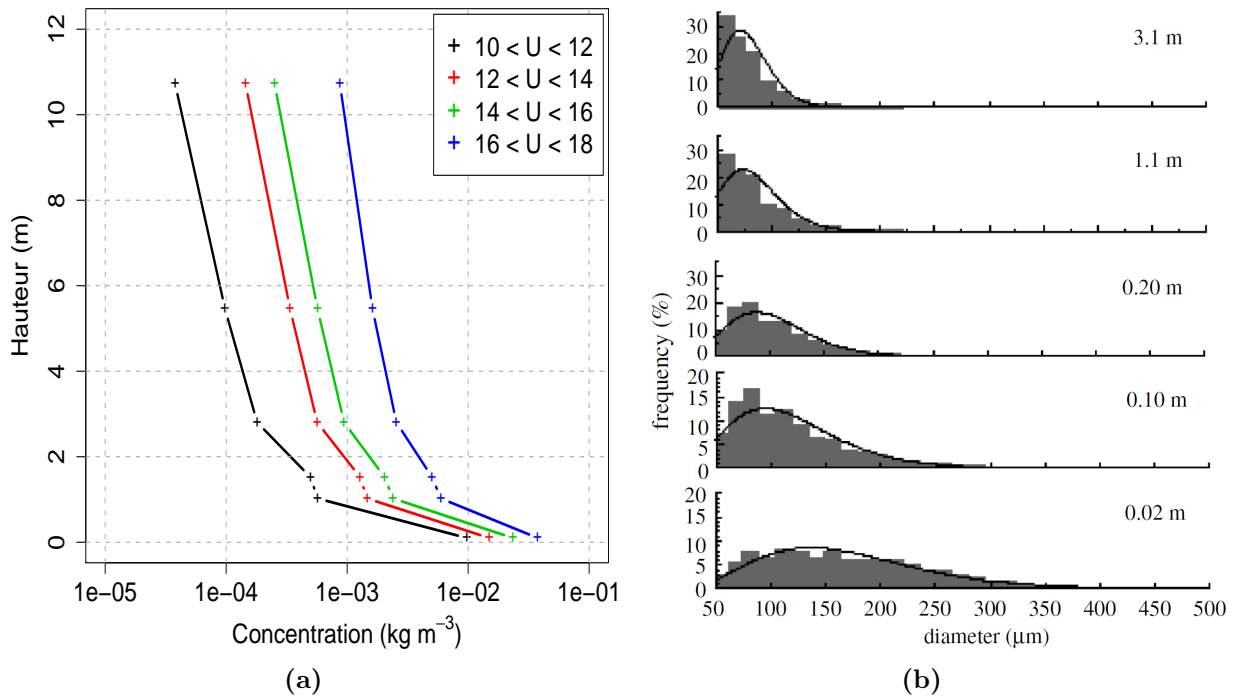 12
10
8
6
4
2
0
Hauteur (m)
10 < U < 12
12 < U < 14
14 < U < 16
16 < U < 18
1e−05 1e−04 1e−03 1e−02 1e−01
Concentration (kg m⁻³)
(a)
30
20
10
0
3.1 m
30
20
10
0
1.1 m
30
20
10
0
0.20 m
20
15
10
5
0
0.10 m
20
15
10
5
0
0.02 m
frequency (%)
50 100 150 200 250 300 350 400 450 500
diameter (µm)
(b)